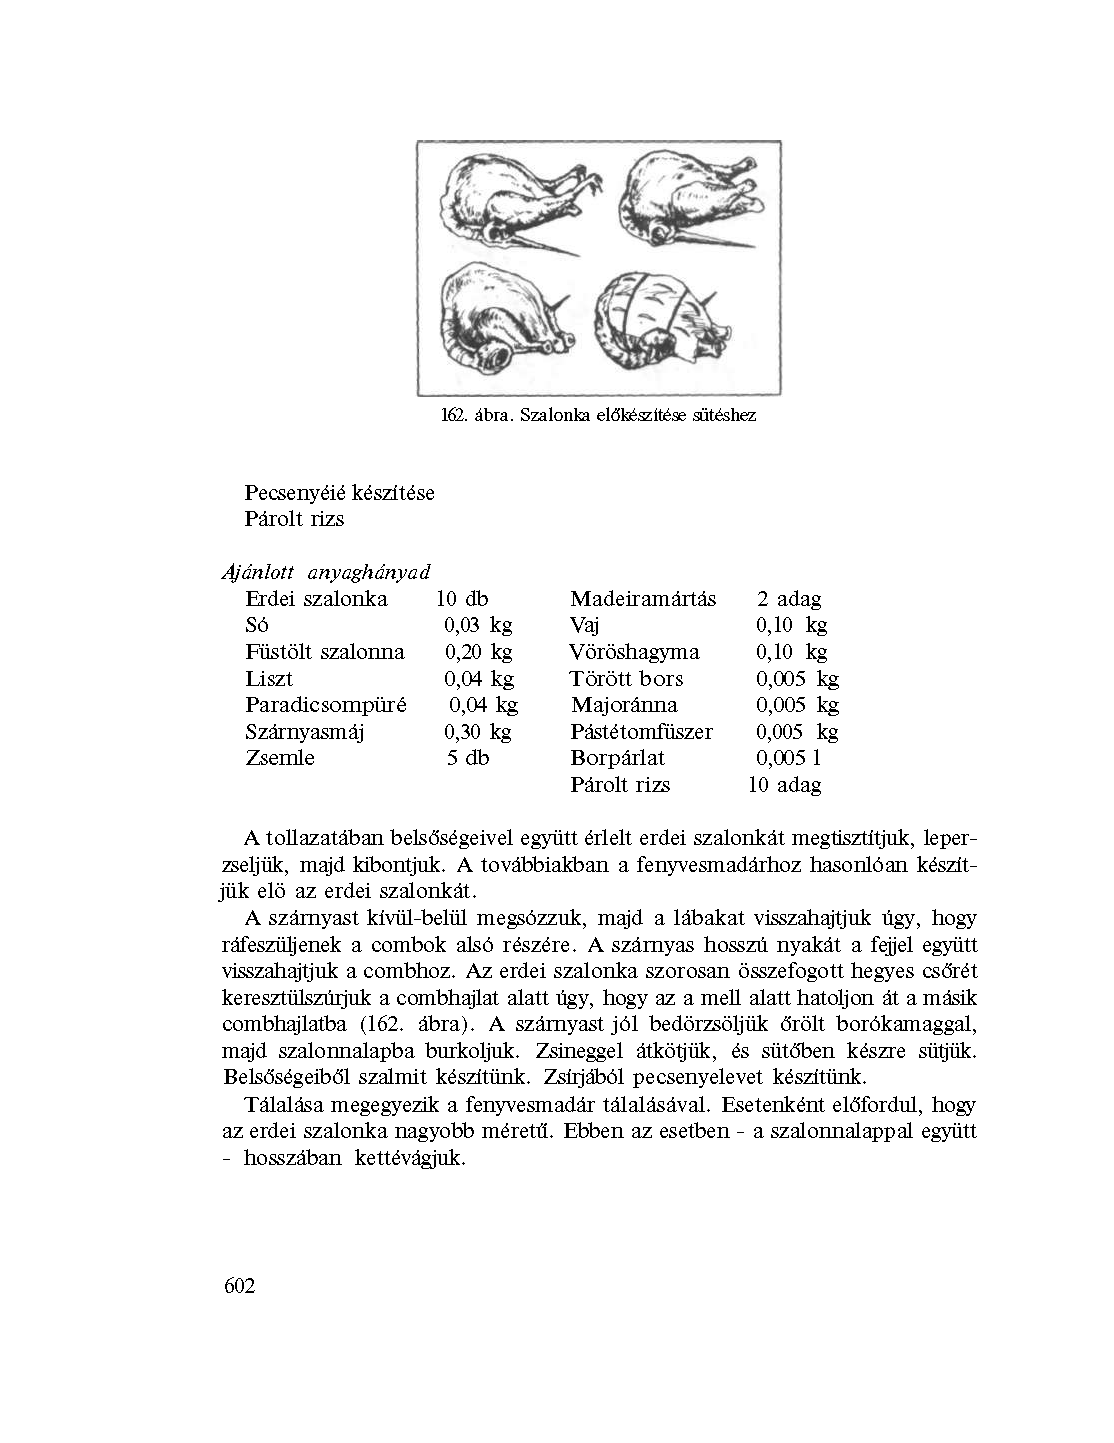 162. ábra. Szalonka előkészítése sütéshez
Pecsenyéié készítése
Párolt rizs
Ajánlott anyaghányad
Erdei szalonka 10 db Madeiramártás 2 adag
Só 0,03 kg Vaj 0,10 kg
Füstölt szalonna 0,20 kg Vöröshagyma 0,10 kg
Liszt 0,04 kg Törött bors 0,005 kg
Paradicsompüré 0,04 kg Majoránna 0,005 kg
Szárnyasmáj 0,30 kg Pástétomfüszer 0,005 kg
Zsemle 5 db Borpárlat 0,005 l
Párolt rizs 10 adag
A tollazatában belsőségeivel együtt érlelt erdei szalonkát megtisztítjuk, leper-
zseljük, majd kibontjuk. A továbbiakban a fenyvesmadárhoz hasonlóan készít-
jük elö az erdei szalonkát.
A szárnyast kívül-belül megsózzuk, majd a lábakat visszahajtjuk úgy, hogy
ráfeszüljenek a combok alsó részére. A szárnyas hosszú nyakát a fejjel együtt
visszahajtjuk a combhoz. Az erdei szalonka szorosan összefogott hegyes csőrét
keresztülszúrjuk a combhajlat alatt úgy, hogy az a mell alatt hatoljon át a másik
combhajlatba (162. ábra). A szárnyast jól bedörzsöljük őrölt borókamaggal,
majd szalonnalapba burkoljuk. Zsineggel átkötjük, és sütőben készre sütjük.
Belsőségeiből szalmit készítünk. Zsírjából pecsenyelevet készítünk.
Tálalása megegyezik a fenyvesmadár tálalásával. Esetenként előfordul, hogy
az erdei szalonka nagyobb méretű. Ebben az esetben - a szalonnalappal együtt
- hosszában kettévágjuk.
602